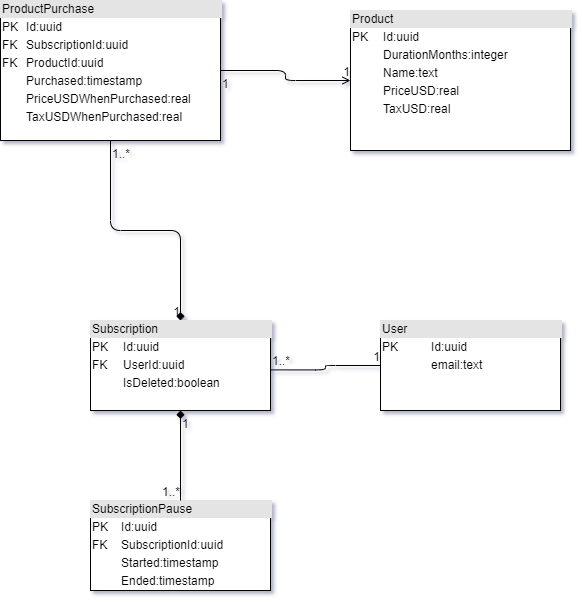 ProductPurchase
PK Id:uuid
FK SubscriptionId:uuid
FK ProductId:uuid
Purchased:timestamp
PriceUSDWhenPurchased:real
TaxUSDWhenPurchased:real
1
1
Product
PK Id:uuid
DurationMonths:integer
Name:text
PriceUSD:real
TaxUSD:real
1..*
1
Subscription
PK Id:uuid
FK UserId:uuid
IsDeleted:boolean
1..*
1
User
PK Id:uuid
email:text
1
1..*
SubscriptionPause
PK Id:uuid
FK SubscriptionId:uuid
Started:timestamp
Ended:timestamp